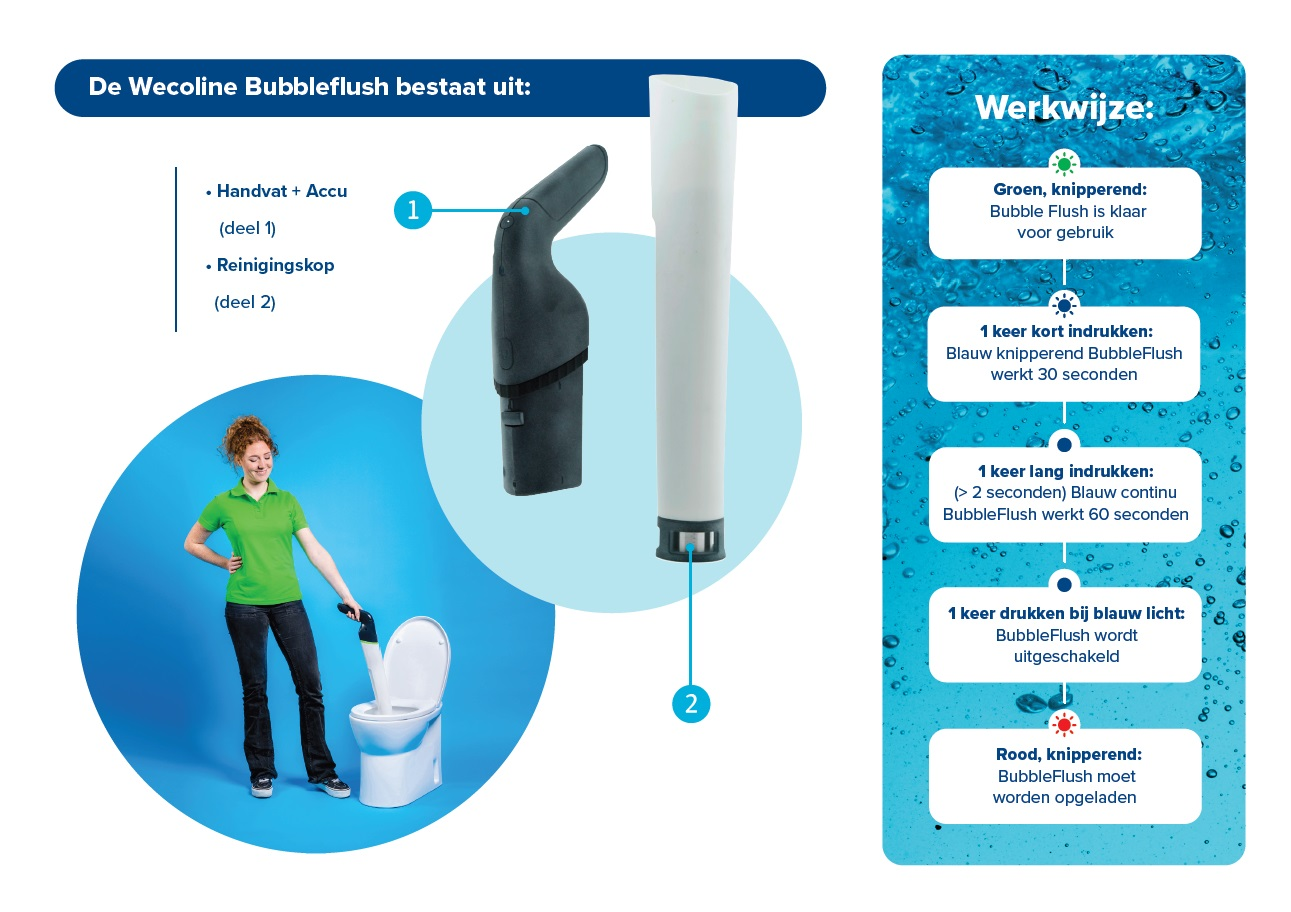 De Wecoline Bubbleflush bestaat uit:
• Handvat + Accu
(deel 1)
• Reinigingskop
(deel 2)
1
2
Werkwijze:
Groen, knipperend:
Bubble Flush is klaar
voor gebruik
1 keer kort indrukken:
Blauw knipperend BubbleFlush
werkt 30 seconden
1 keer lang indrukken:
(> 2 seconden) Blauw continu
BubbleFlush werkt 60 seconden
1 keer drukken bij blauw licht:
BubbleFlush wordt
uitgeschakeld
Rood, knipperend:
BubbleFlush moet
worden opgeladen